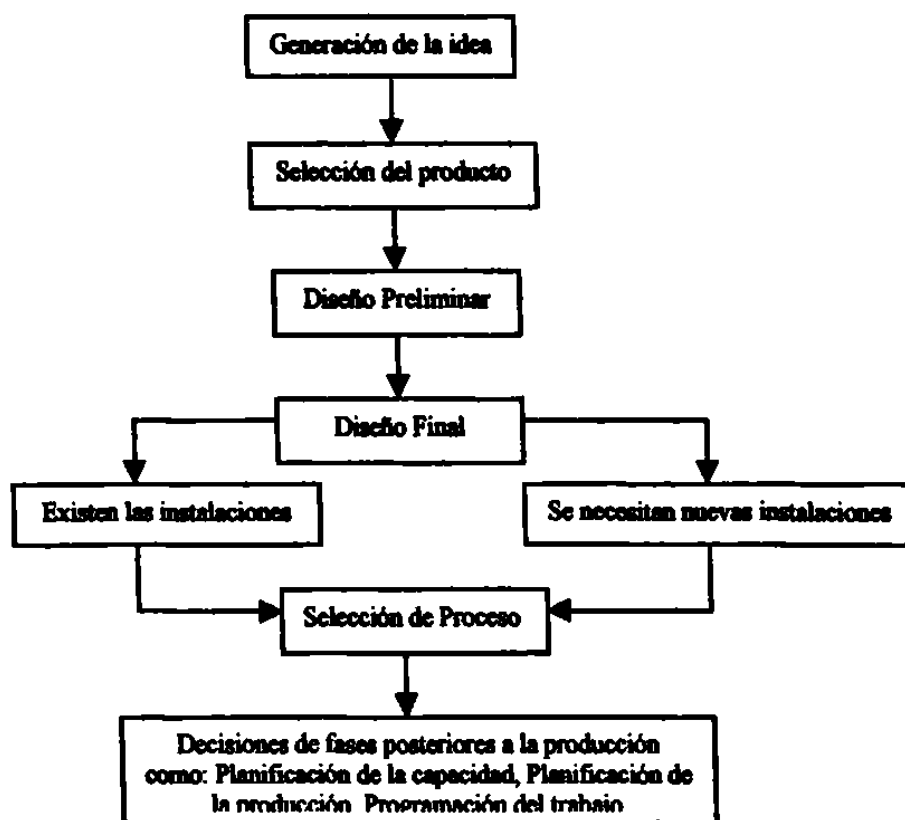 Generación de la idea
Selección del producto
Diseño Preliminar
Diseño Final
Existen las instalaciones
Se necesitan nuevas instalaciones
Selección de Proceso
Decisiones de fases posteriores a la producción
como: Planificación de la capacidad, Planificación de
la producción, Programación del trabajo